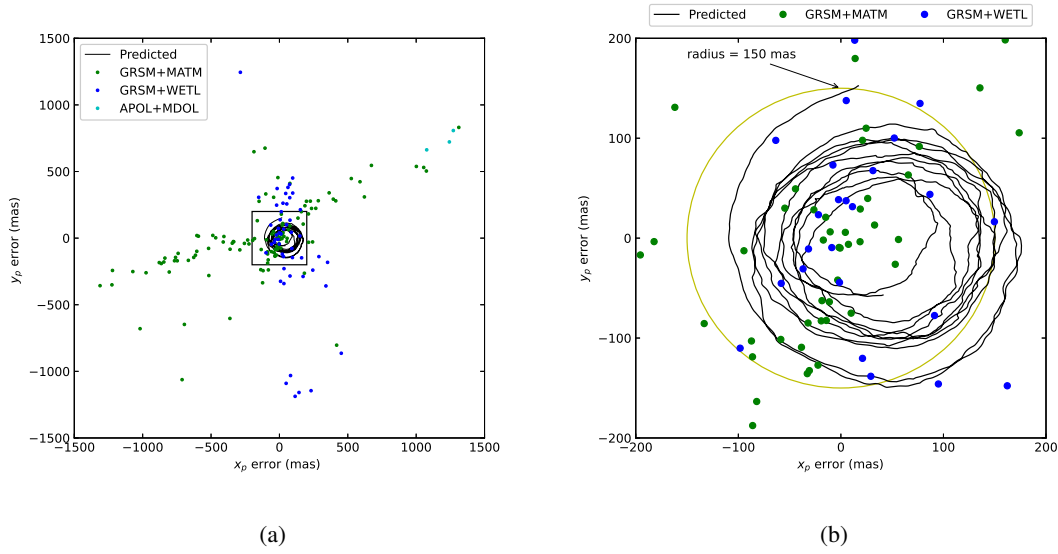 1500
1000
500
0
−500
−1000
−1500
y_p error (mas)
Predicted
GRSM+MATM
GRSM+WETL
APOL+MDOL
−1500 −1000 −500 0 500 1000 1500
x_p error (mas)
(a)
Predicted GRSM+MATM GRSM+WETL
radius = 150 mas
200
100
0
−100
−200
y_p error (mas)
−200 −100 0 100 200
x_p error (mas)
(b)